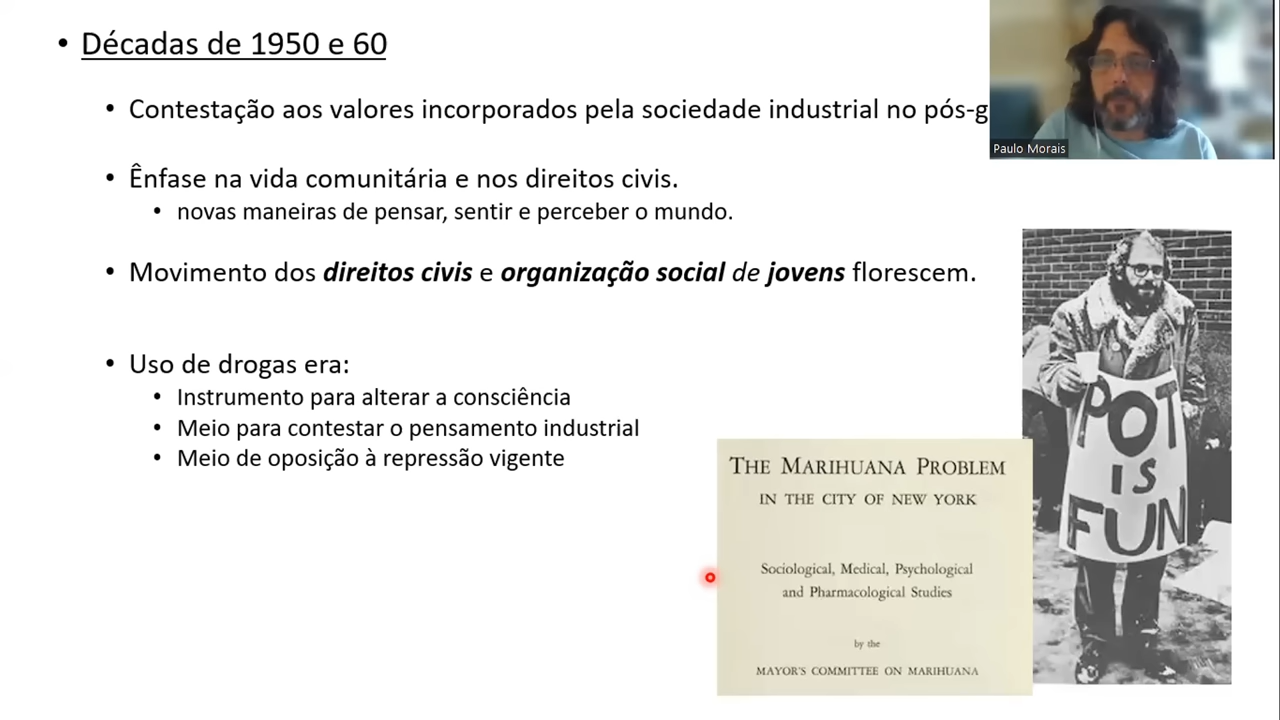 • Décadas de 1950 e 60
• Contestação aos valores incorporados pela sociedade industrial no pós-g
Paulo Morais
• Ênfase na vida comunitária e nos direitos civis.
• novas maneiras de pensar, sentir e perceber o mundo.
• Movimento dos direitos civis e organização social de jovens florescem.
• Uso de drogas era:
• Instrumento para alterar a consciência
• Meio para contestar o pensamento industrial
• Meio de oposição à repressão vigente
THE MARIHUANA PROBLEM
IN THE CITY OF NEW YORK
Sociological, Medical, Psychological
and Pharmacological Studies
by the
MAYOR'S COMMITTEE ON MARIHUANA
POT
IS
FUN